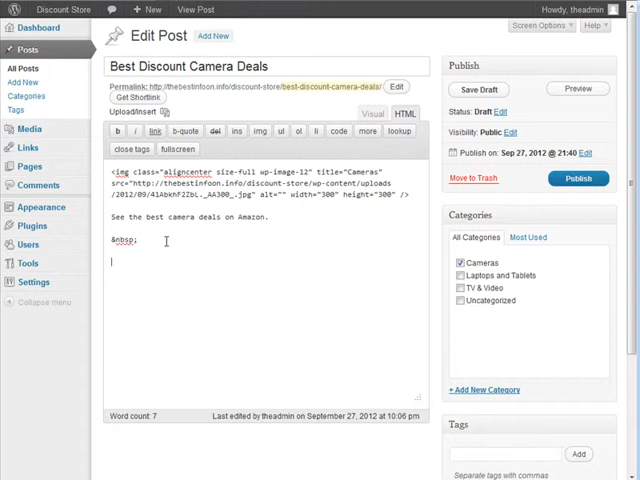 Discount Store + New View Post Howdy, theadmin
Screen Options Help
Dashboard
Posts
All Posts
Add New
Categories
Tags
Media
Links
Pages
Comments
Appearance
Plugins
Users
Tools
Settings
Collapse menu
Edit Post Add New
Best Discount Camera Deals
Permalink: http://thebestinfoon.info/discount-store/best-discount-camera-deals/ Edit
Get Shortlink
Upload/Insert Visual HTML
b i link b-quote del ins img ul ol li code more lookup
close tags fullscreen
<img class="aligncenter size-full wp-image-12" title="Cameras"
src="http://thebestinfoon.info/discount-store/wp-content/uploads
/2012/09/41AbkhF2ZbL._AA300_.jpg" alt="" width="300" height="300" />
See the best camera deals on Amazon.
&nbsp;
Word count: 7 Last edited by theadmin on September 27, 2012 at 10:06 pm
Publish
Save Draft Preview
Status: Draft Edit
Visibility: Public Edit
Publish on: Sep 27, 2012 @ 21:40 Edit
Move to Trash Publish
Categories
All Categories Most Used
Cameras
Laptops and Tablets
TV & Video
Uncategorized
+ Add New Category
Tags
Add
Separate tags with commas